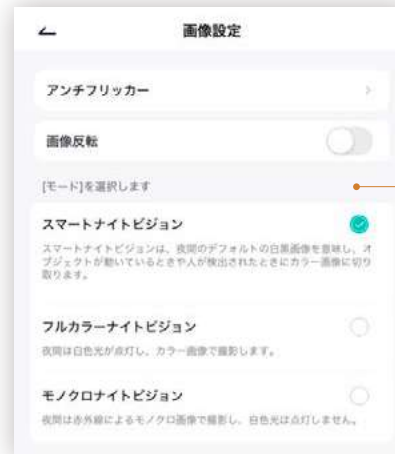 画像設定
アンチフリッカー
画像反転
[モード]を選択します
スマートナイトビジョン
スマートナイトビジョンは、夜間のデフォルトの白黒画像を意味し、オ
ブジェクトが動いているときや人が検出されたときにカラー画像に切り
取ります。
フルカラーナイトビジョン
夜間は白色光が点灯し、カラー画像で撮影します。
モノクロナイトビジョン
夜間は赤外線によるモノクロ画像で撮影し、白色光は点灯しません。